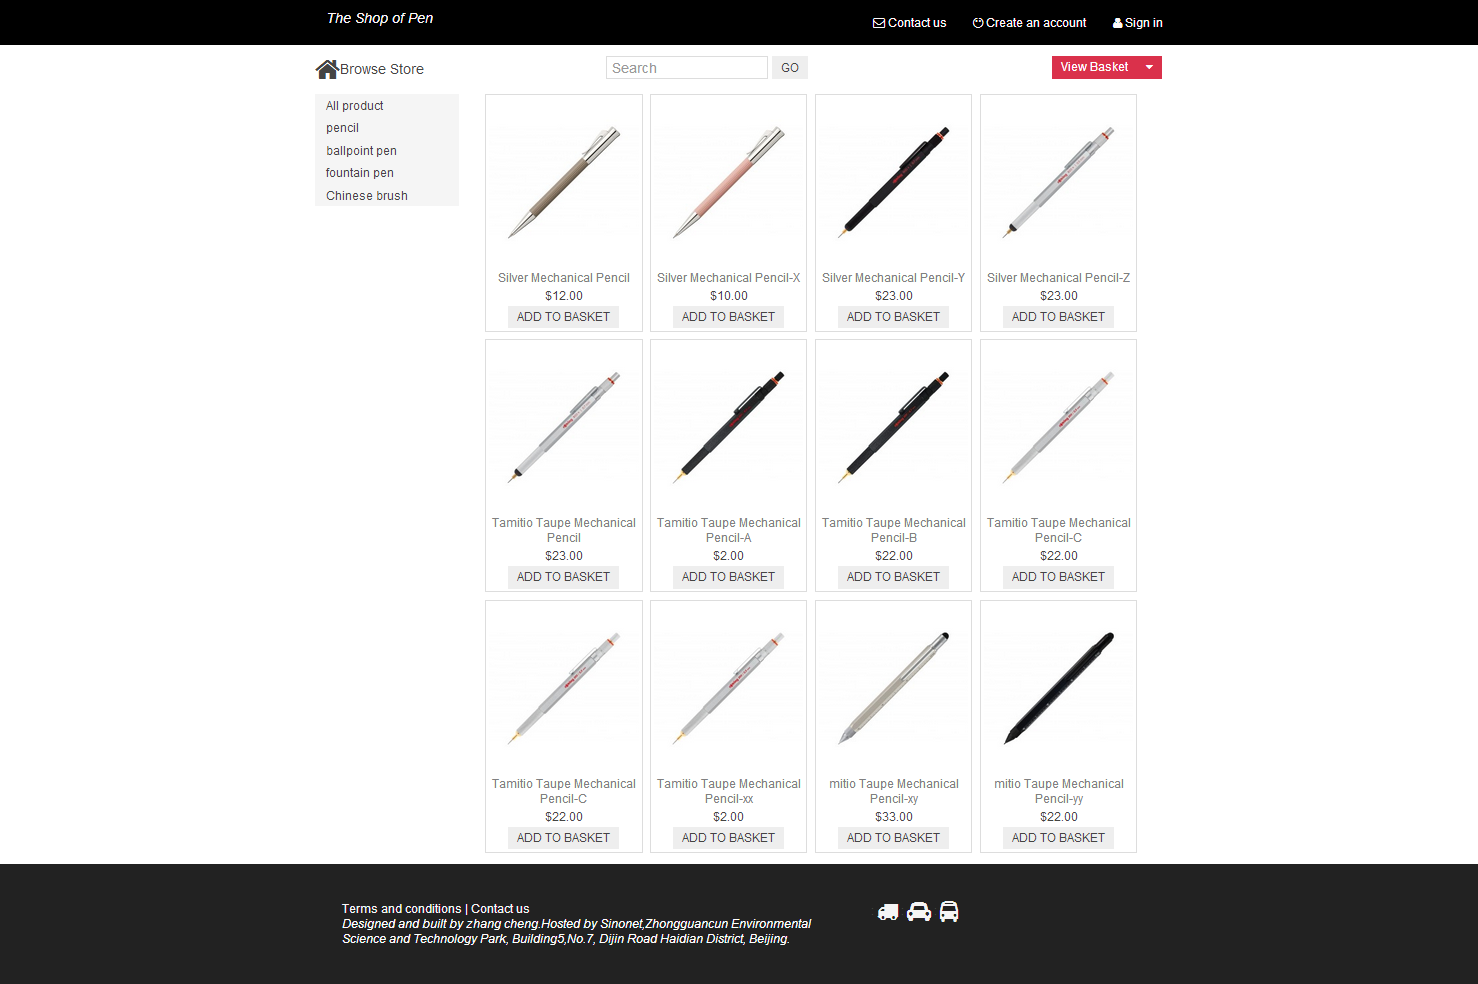 The Shop of Pen
Contact us Create an account Sign in
Browse Store
Search GO
View Basket
All product
pencil
ballpoint pen
fountain pen
Chinese brush
Silver Mechanical Pencil
$12.00
ADD TO BASKET
Silver Mechanical Pencil-X
$10.00
ADD TO BASKET
Silver Mechanical Pencil-Y
$23.00
ADD TO BASKET
Silver Mechanical Pencil-Z
$23.00
ADD TO BASKET
Tamitio Taupe Mechanical
Pencil
$23.00
ADD TO BASKET
Tamitio Taupe Mechanical
Pencil-A
$2.00
ADD TO BASKET
Tamitio Taupe Mechanical
Pencil-B
$22.00
ADD TO BASKET
Tamitio Taupe Mechanical
Pencil-C
$22.00
ADD TO BASKET
Tamitio Taupe Mechanical
Pencil-C
$22.00
ADD TO BASKET
Tamitio Taupe Mechanical
Pencil-xx
$2.00
ADD TO BASKET
mitio Taupe Mechanical
Pencil-xy
$33.00
ADD TO BASKET
mitio Taupe Mechanical
Pencil-yy
$22.00
ADD TO BASKET
Terms and conditions | Contact us
Designed and built by zhang cheng.Hosted by Sinonet,Zhongguancun Environmental
Science and Technology Park, Building5,No.7, Dijin Road Haidian District, Beijing.